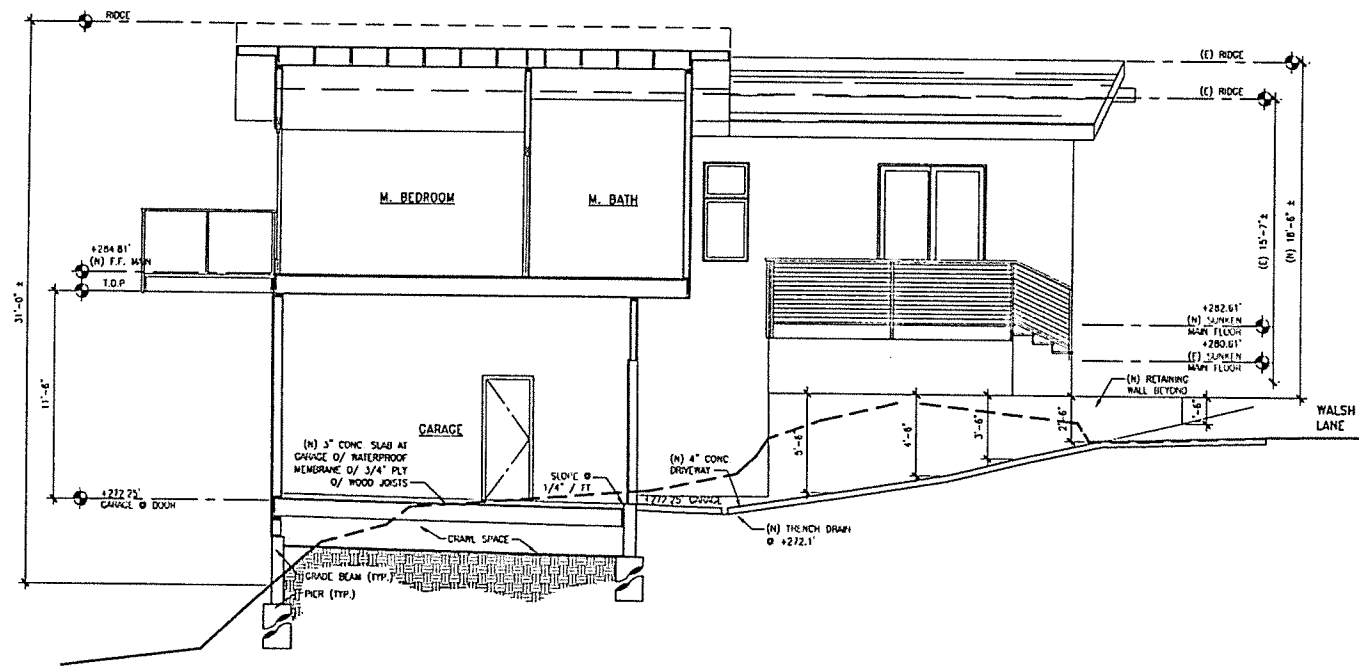 RIDGE
(E) RIDGE
(E) RIDGE
M. BEDROOM
M. BATH
+284.81'
(N) F.F. MAIN
T.O.P
31'-0" ±
11'-6"
(E) 15'-7" ±
(N) 18'-6" ±
+282.61'
(N) SUNKEN
MAIN FLOOR
+280.61'
(E) SUNKEN
MAIN FLOOR
(N) RETAINING
WALL BEYOND
1'-6"
WALSH
LANE
GARAGE
(N) 3" CONC. SLAB AT
GARAGE O/ WATERPROOF
MEMBRANE O/ 3/4" PLY
O/ WOOD JOISTS
SLOPE @
1/4" / FT
(N) 4" CONC.
DRIVEWAY
5'-6"
4'-6"
3'-6"
2'-6"
+272.25'
GARAGE @ DOOR
+272.25' GARAGE
(N) TRENCH DRAIN
@ +272.1'
CRAWL SPACE
GRADE BEAM (TYP.)
PIER (TYP.)